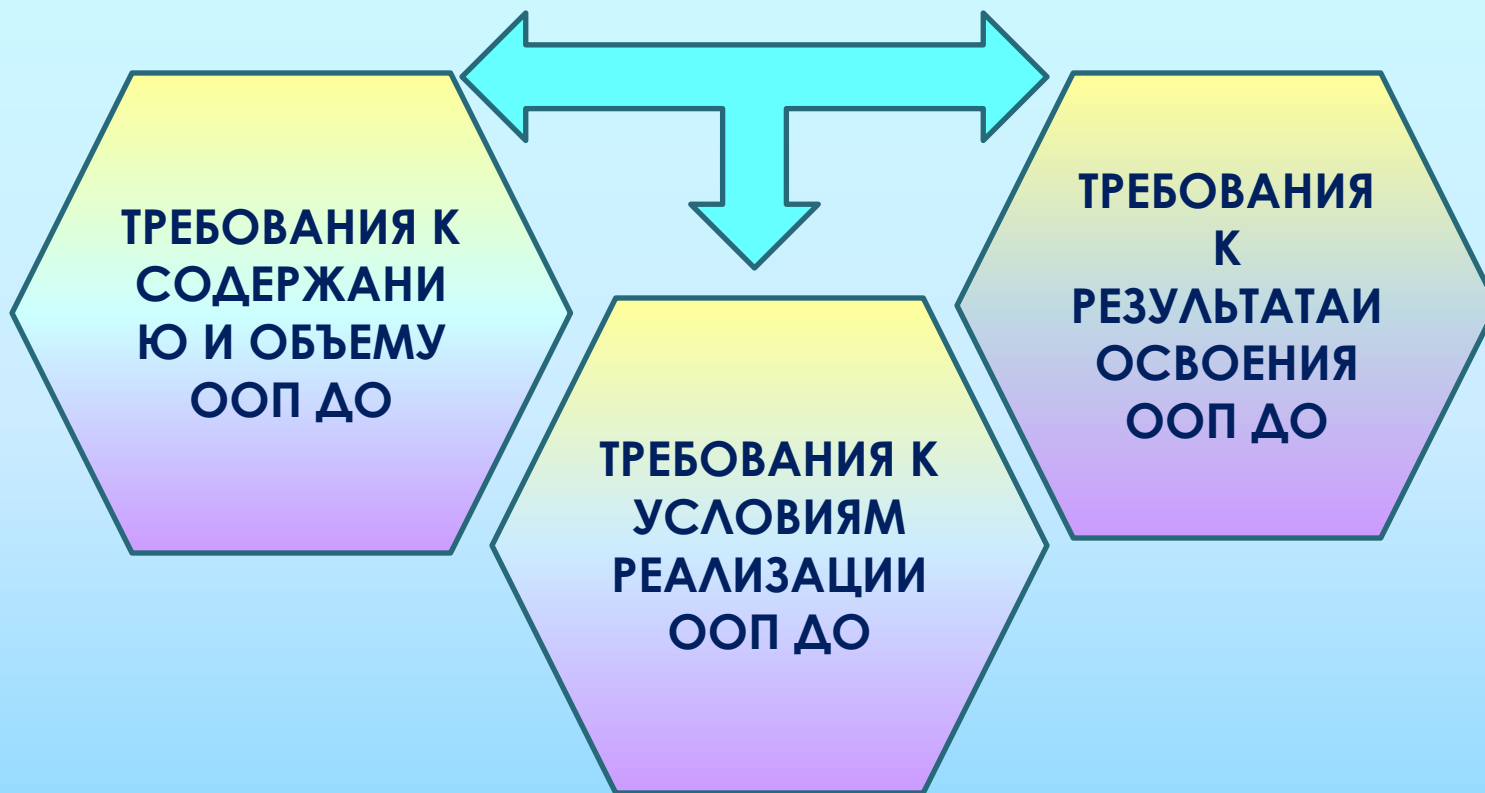 ТРЕБОВАНИЯ К
СОДЕРЖАНИ
Ю И ОБЪЕМУ
ООП ДО
ТРЕБОВАНИЯ К
УСЛОВИЯМ
РЕАЛИЗАЦИИ
ООП ДО
ТРЕБОВАНИЯ
К
РЕЗУЛЬТАТАИ
ОСВОЕНИЯ
ООП ДО